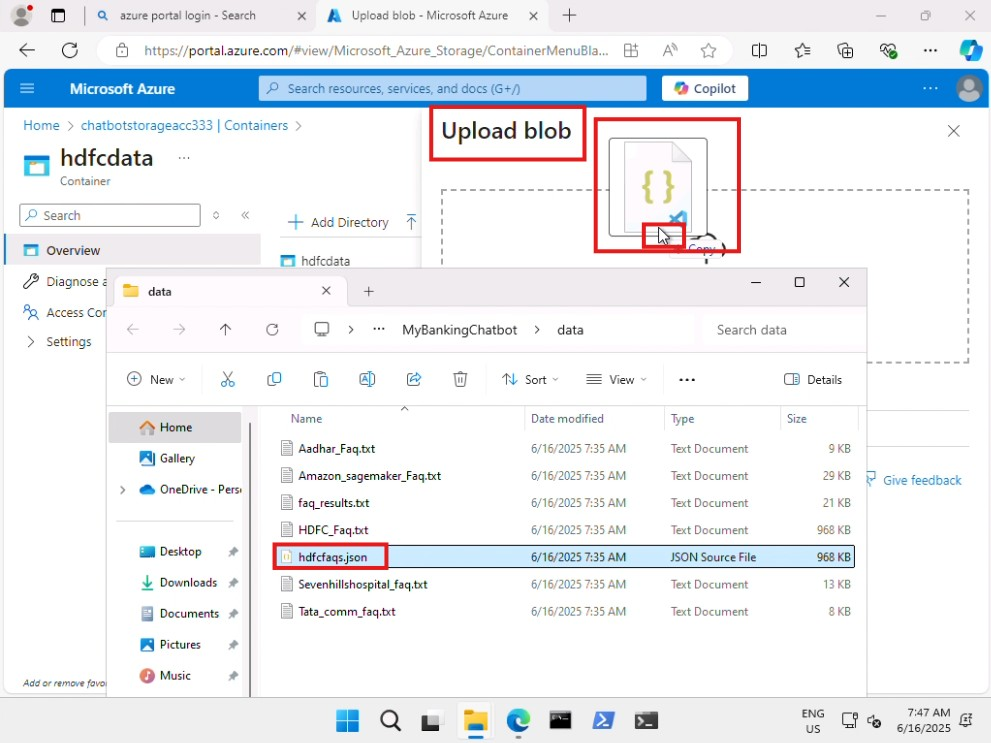 azure portal login - Search
Upload blob - Microsoft Azure
https://portal.azure.com/#view/Microsoft_Azure_Storage/ContainerMenuBla...
Microsoft Azure
Search resources, services, and docs (G+/)
Copilot
Home > chatbotstorageacc333 | Containers >
hdfcdata
Container
Search
Add Directory
Overview
hdfcdata
Diagnose a
Access Cor
Settings
Upload blob
{ }
Copy
data
MyBankingChatbot > data
Search data
New
Sort
View
Details
Name Date modified Type Size
Home
Gallery
OneDrive - Pers
Desktop
Downloads
Documents
Pictures
Music
Aadhar_Faq.txt 6/16/2025 7:35 AM Text Document 9 KB
Amazon_sagemaker_Faq.txt 6/16/2025 7:35 AM Text Document 29 KB
faq_results.txt 6/16/2025 7:35 AM Text Document 21 KB
HDFC_Faq.txt 6/16/2025 7:35 AM Text Document 968 KB
hdfcfaqs.json 6/16/2025 7:35 AM JSON Source File 968 KB
Sevenhillshospital_faq.txt 6/16/2025 7:35 AM Text Document 13 KB
Tata_comm_faq.txt 6/16/2025 7:35 AM Text Document 8 KB
Give feedback
Add or remove favo
ENG
US
7:47 AM
6/16/2025